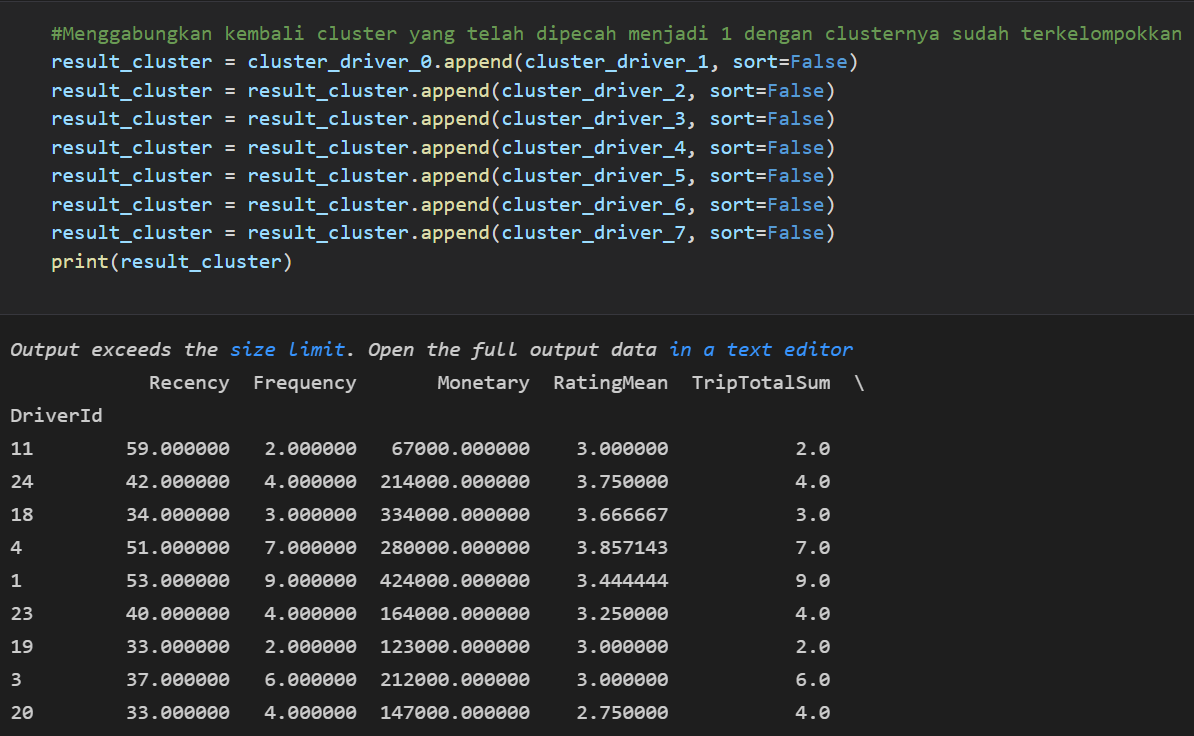 #Menggabungkan kembali cluster yang telah dipecah menjadi 1 dengan clusternya sudah terkelompokkan
result_cluster = cluster_driver_0.append(cluster_driver_1, sort=False)
result_cluster = result_cluster.append(cluster_driver_2, sort=False)
result_cluster = result_cluster.append(cluster_driver_3, sort=False)
result_cluster = result_cluster.append(cluster_driver_4, sort=False)
result_cluster = result_cluster.append(cluster_driver_5, sort=False)
result_cluster = result_cluster.append(cluster_driver_6, sort=False)
result_cluster = result_cluster.append(cluster_driver_7, sort=False)
print(result_cluster)
Output exceeds the size limit. Open the full output data in a text editor
Recency Frequency Monetary RatingMean TripTotalSum \
DriverId
11 59.000000 2.000000 67000.000000 3.000000 2.0
24 42.000000 4.000000 214000.000000 3.750000 4.0
18 34.000000 3.000000 334000.000000 3.666667 3.0
4 51.000000 7.000000 280000.000000 3.857143 7.0
1 53.000000 9.000000 424000.000000 3.444444 9.0
23 40.000000 4.000000 164000.000000 3.250000 4.0
19 33.000000 2.000000 123000.000000 3.000000 2.0
3 37.000000 6.000000 212000.000000 3.000000 6.0
20 33.000000 4.000000 147000.000000 2.750000 4.0